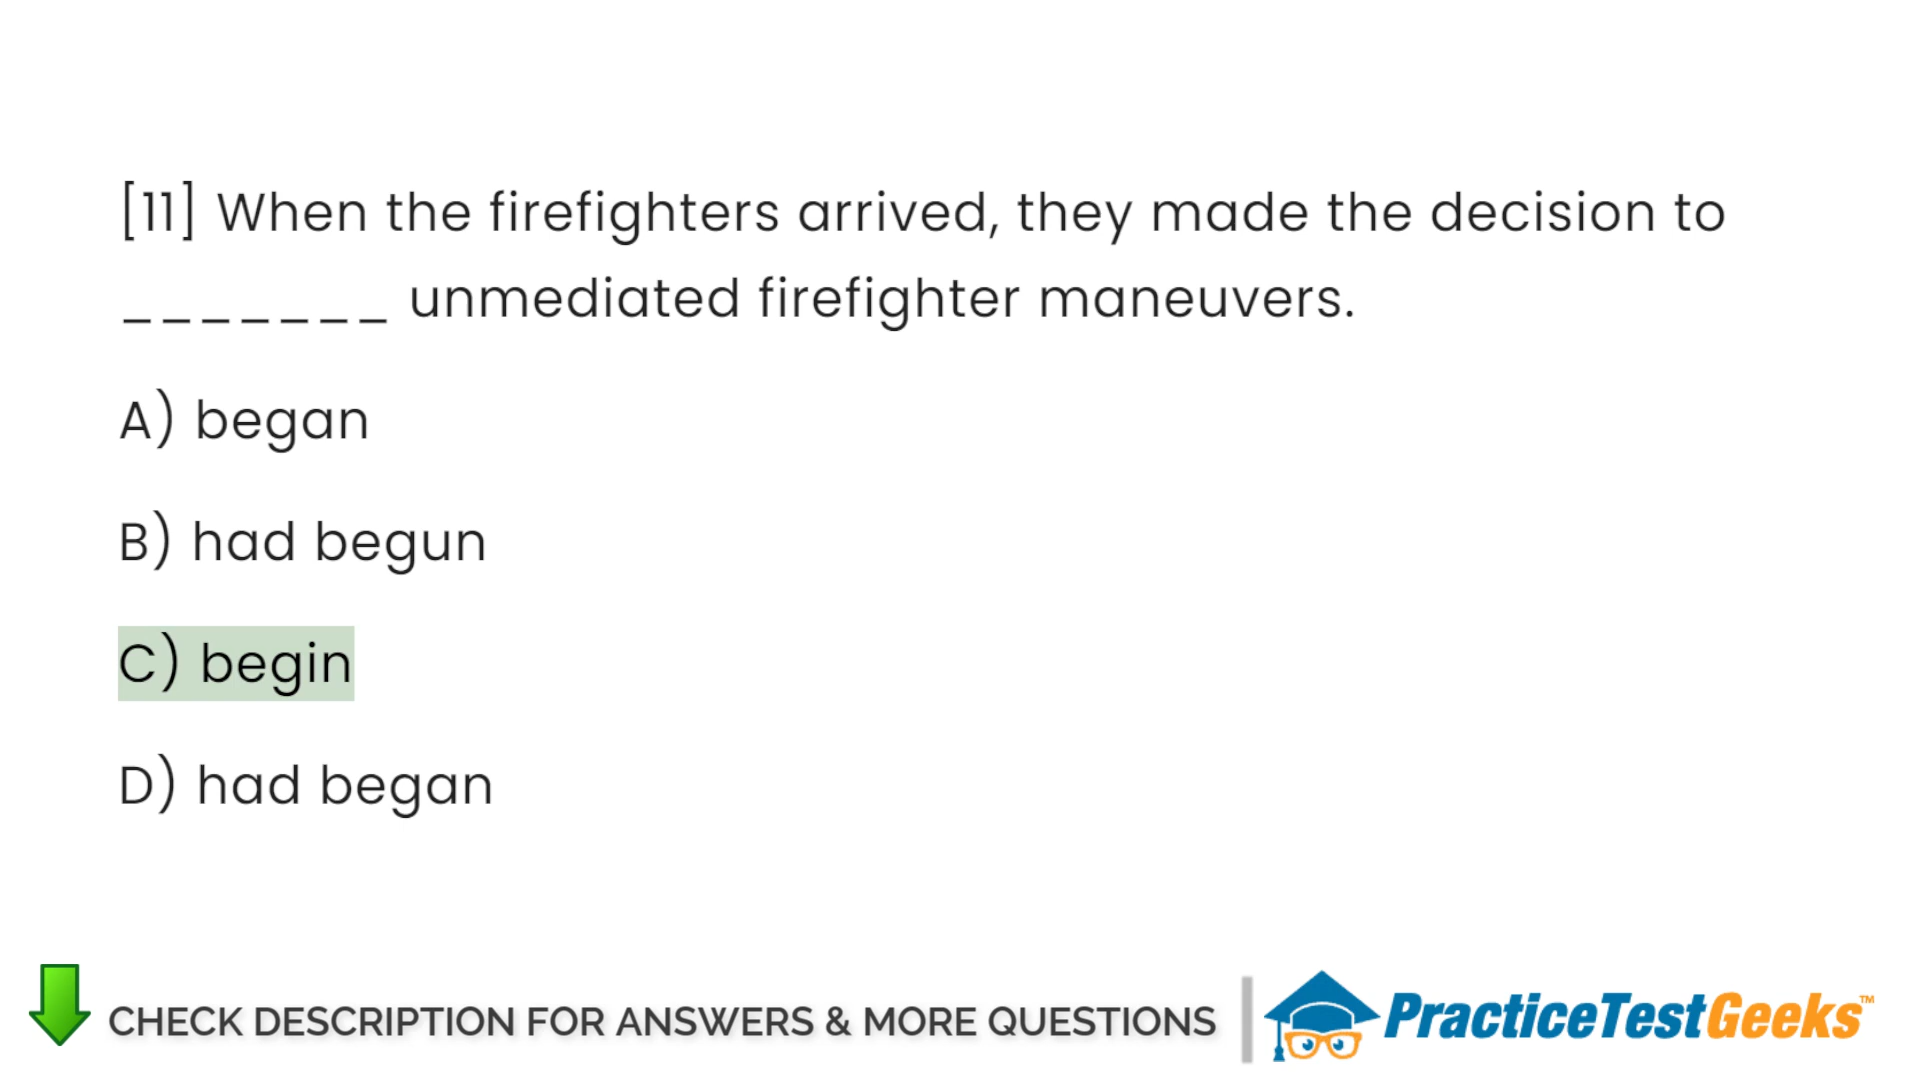 [11] When the firefighters arrived, they made the decision to
_______ unmediated firefighter maneuvers.
A) began
B) had begun
C) begin
D) had began
CHECK DESCRIPTION FOR ANSWERS & MORE QUESTIONS
PracticeTestGeeks™